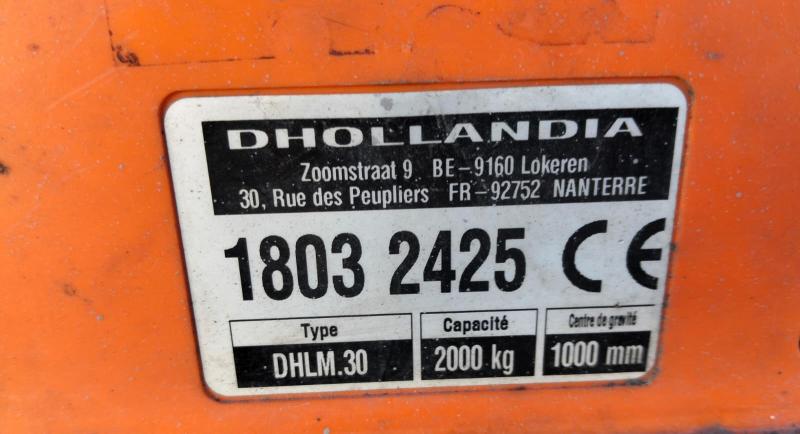 DHOLLANDIA
Zoomstraat 9 BE-9160 Lokeren
30, Rue des Peupliers FR-92752 NANTERRE
1803 2425 CE
Type Capacité Centre de gravité
DHLM.30 2000 kg 1000 mm